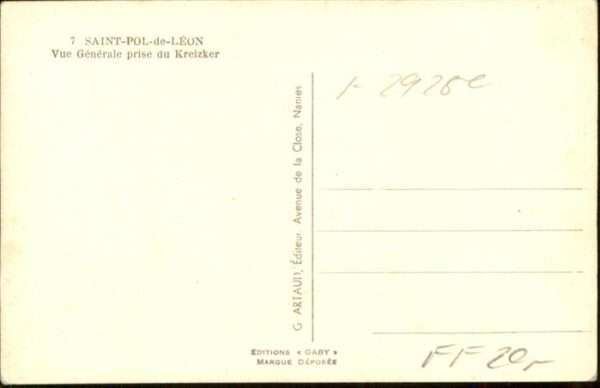 7 SAINT-POL-de-LÉON
Vue Générale prise du Kreizker
G ARTAUD, Éditeur, Avenue de la Close, Nantes
EDITIONS « GABY »
MARQUE DÉPOSÉE
FF 20,-